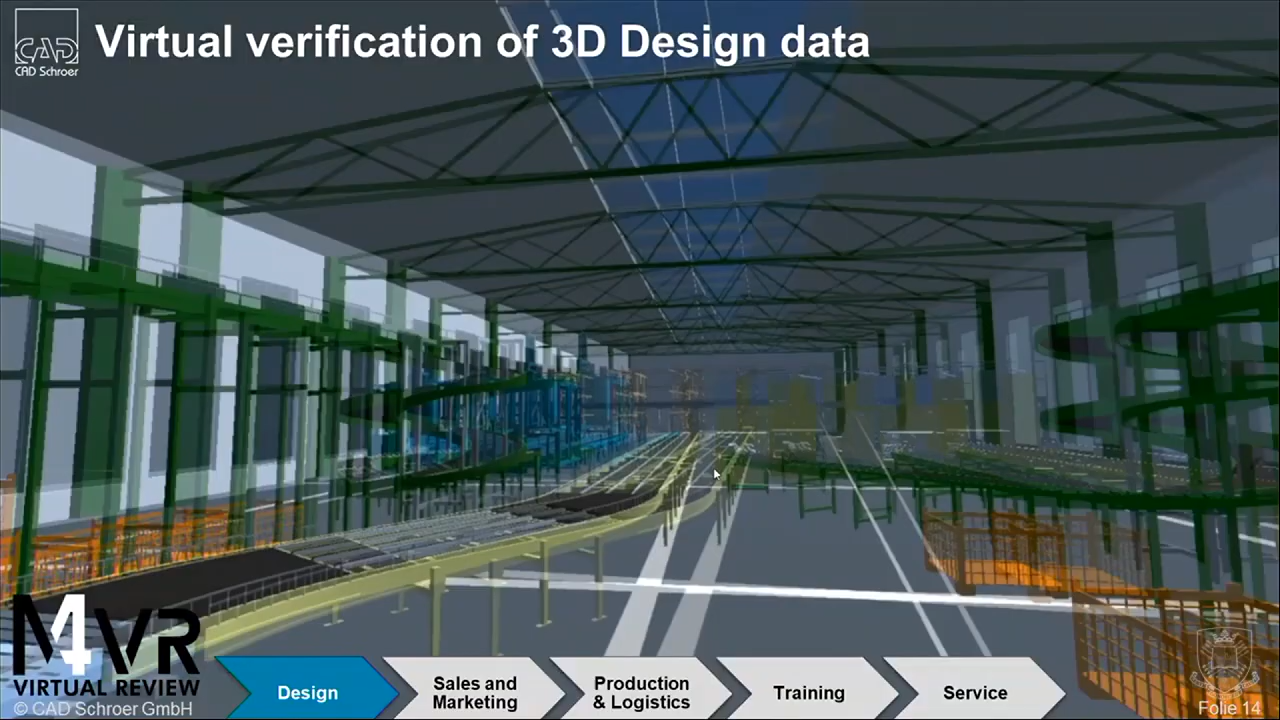 CAD
CAD Schroer
Virtual verification of 3D Design data
M4VR
VIRTUAL REVIEW
© CAD Schroer GmbH
Design
Sales and
Marketing
Production
& Logistics
Training
Service
Folie 14